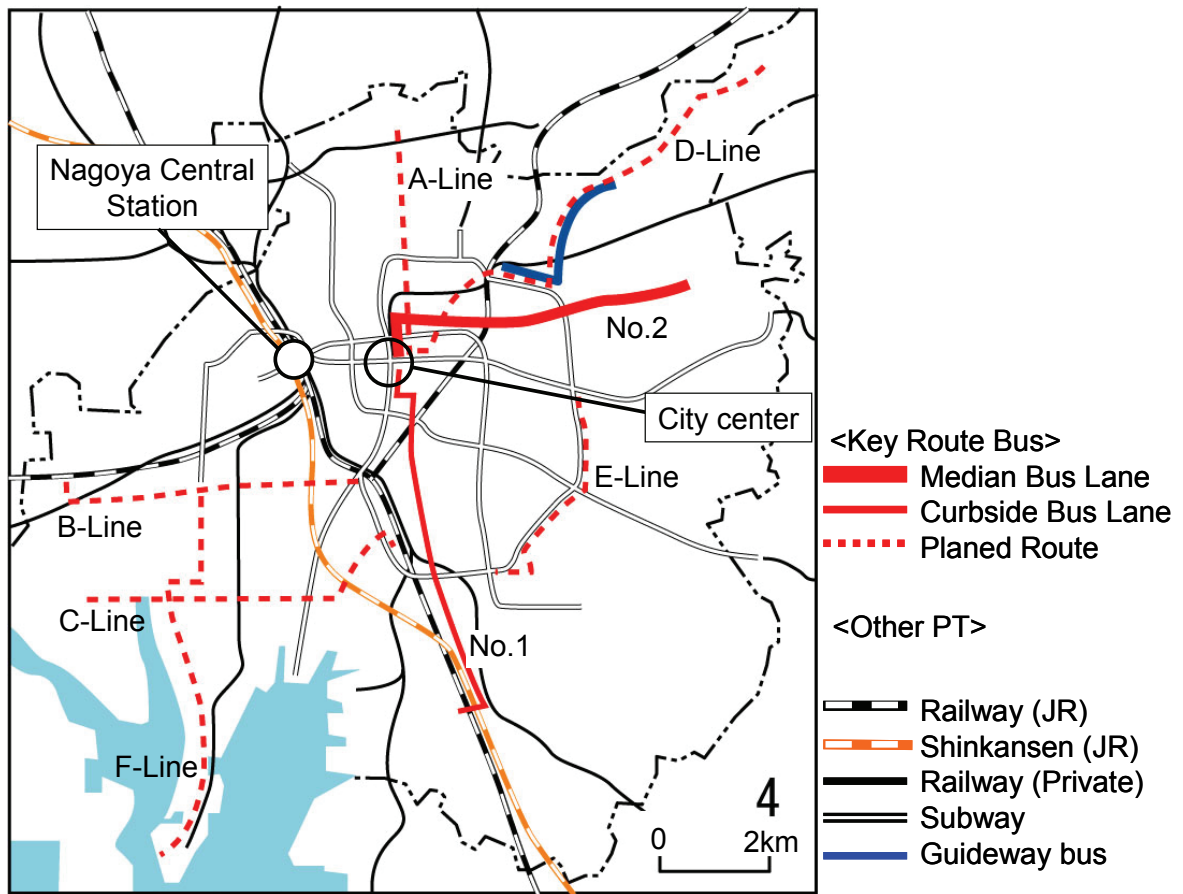 Nagoya Central
Station
A-Line
D-Line
No.2
City center
E-Line
B-Line
C-Line
No.1
F-Line
4
0 2km
<Key Route Bus>
Median Bus Lane
Curbside Bus Lane
Planed Route
<Other PT>
Railway (JR)
Shinkansen (JR)
Railway (Private)
Subway
Guideway bus